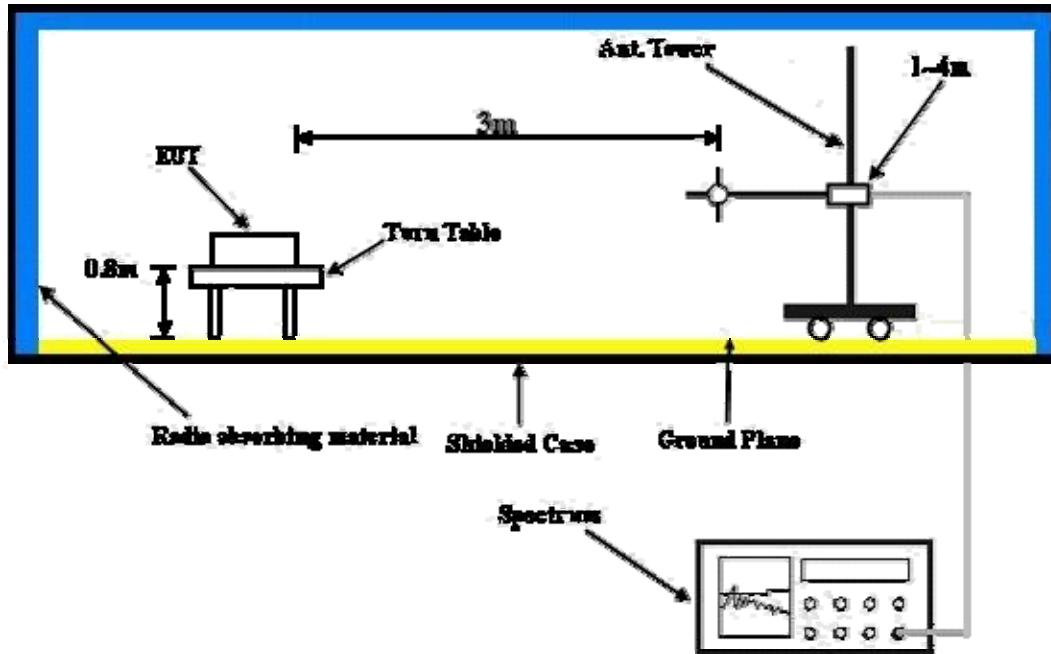 Ant. Tower
1~4m
3m
EUT
Turn Table
0.8m
Radio absorbing material
Shielded Case
Ground Plane
Spectrum